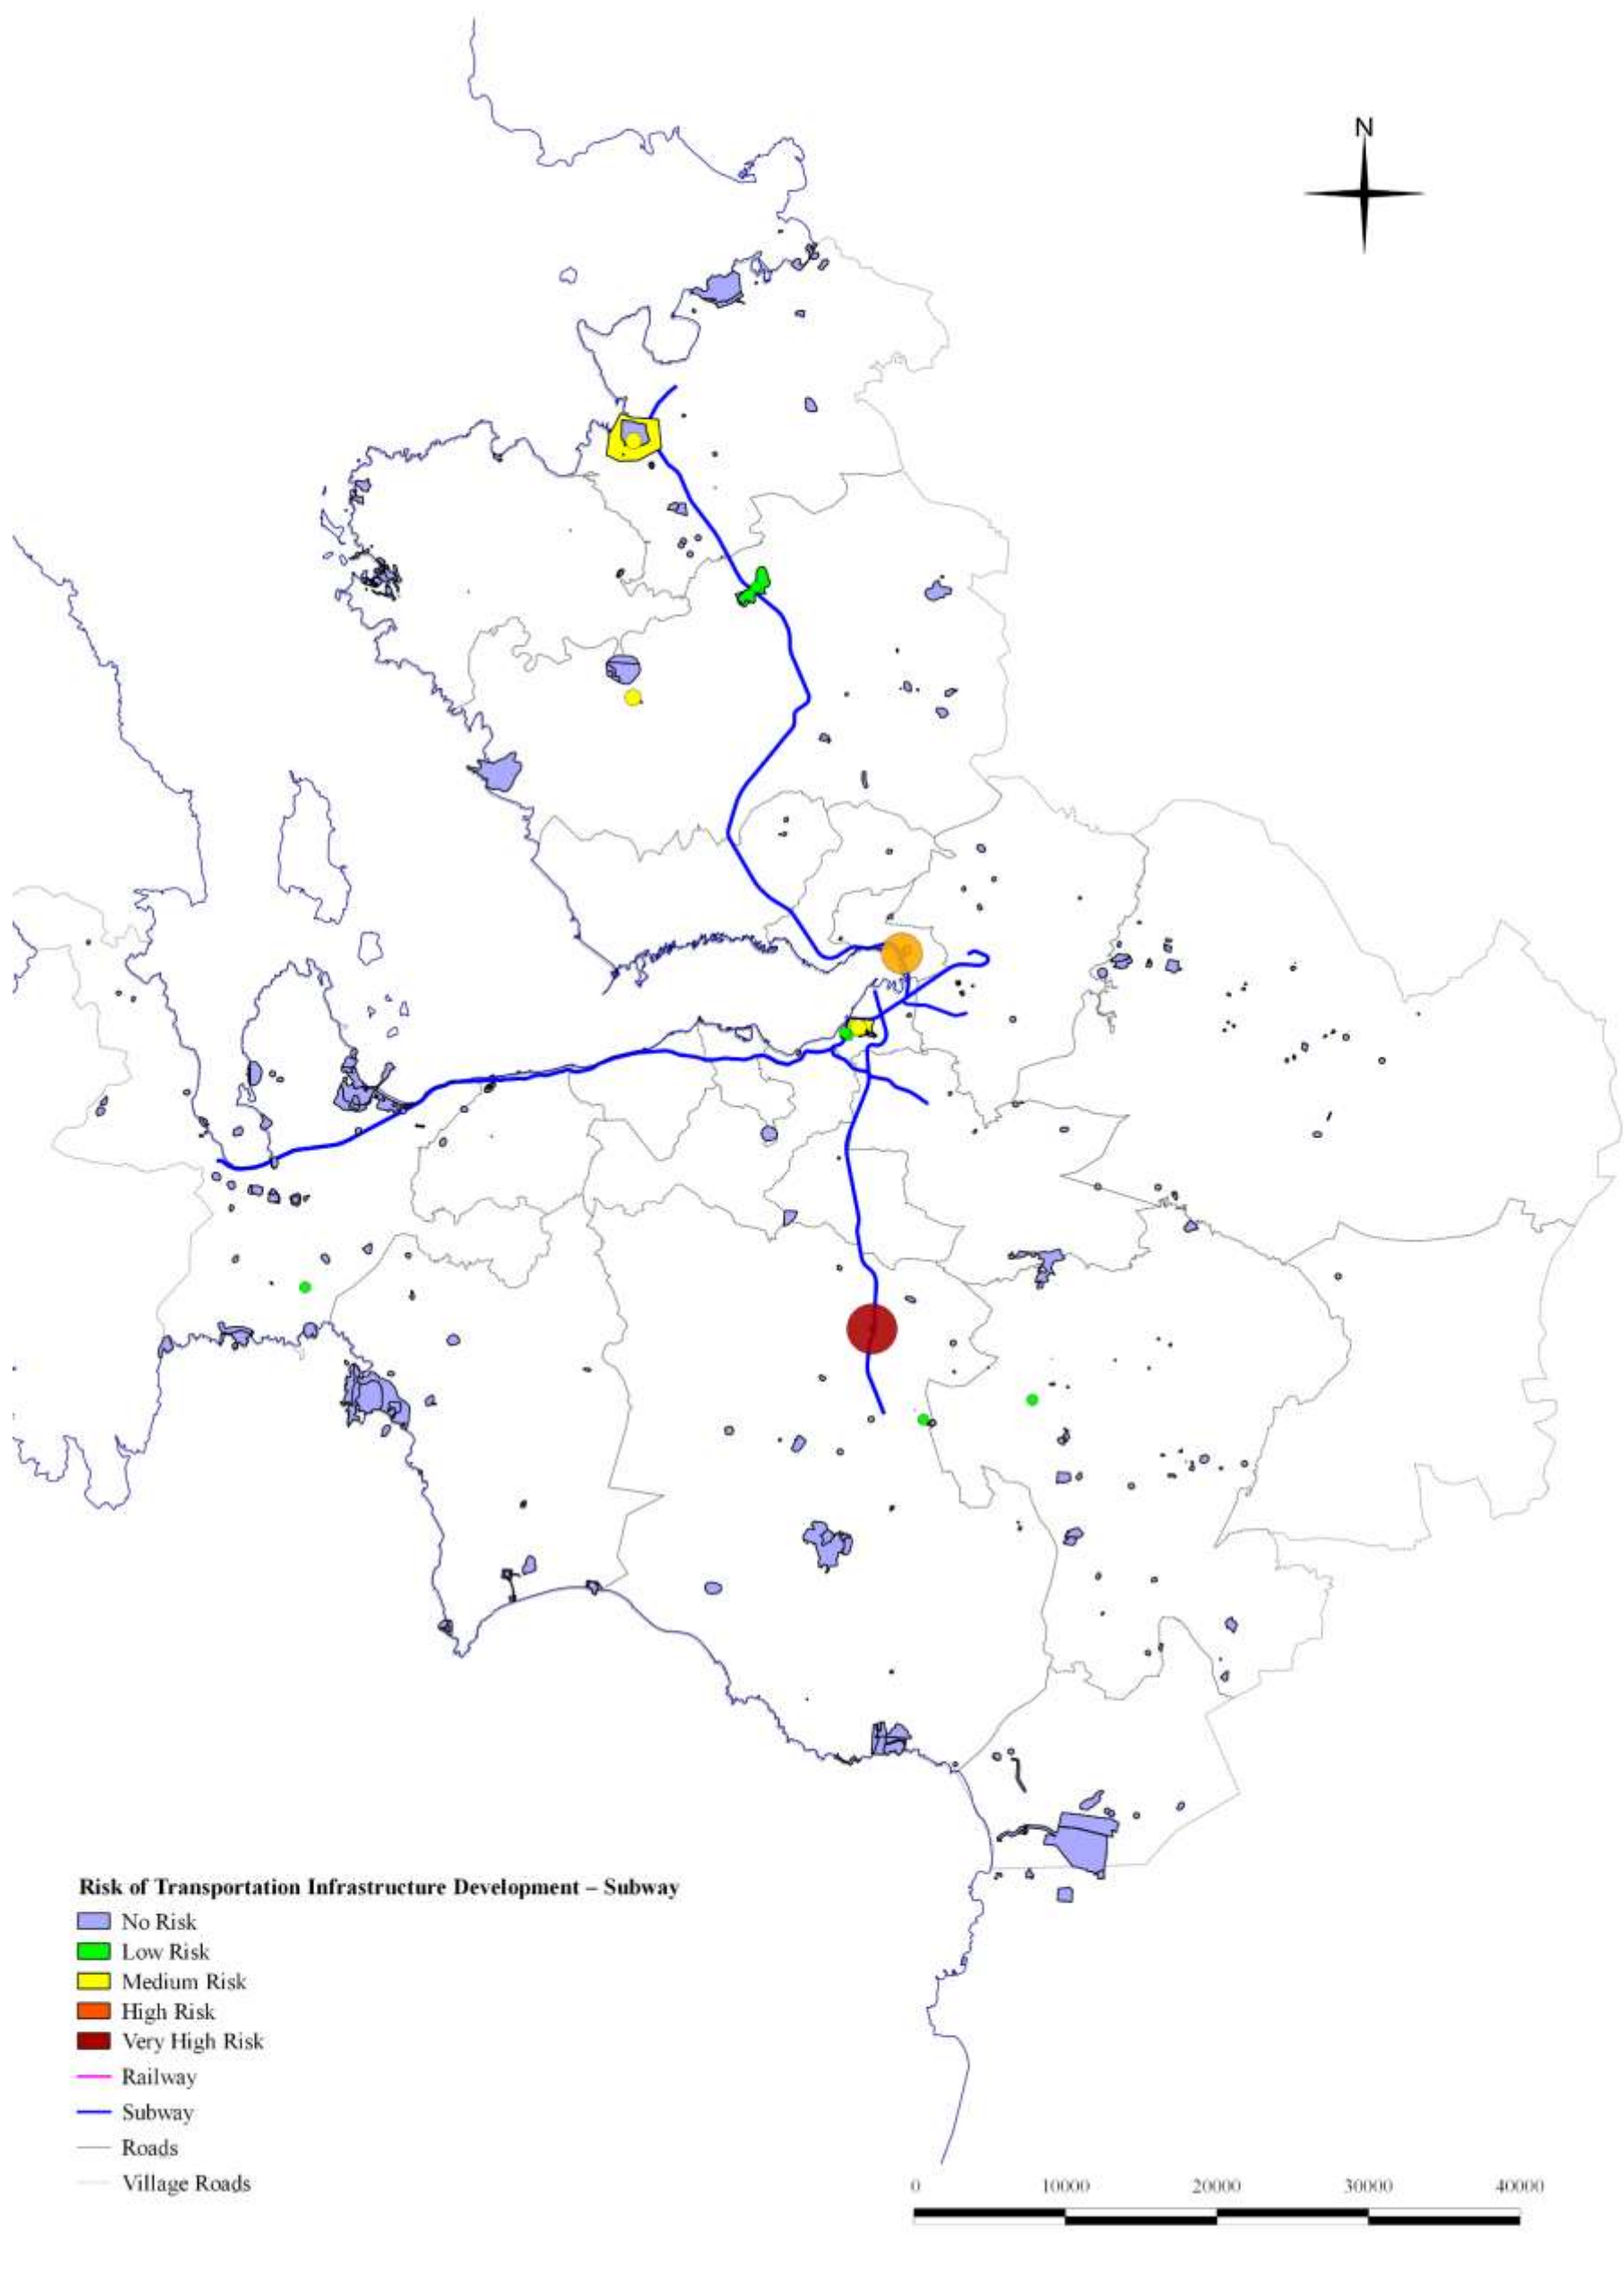 N
Risk of Transportation Infrastructure Development – Subway
No Risk
Low Risk
Medium Risk
High Risk
Very High Risk
Railway
Subway
Roads
Village Roads
0 10000 20000 30000 40000